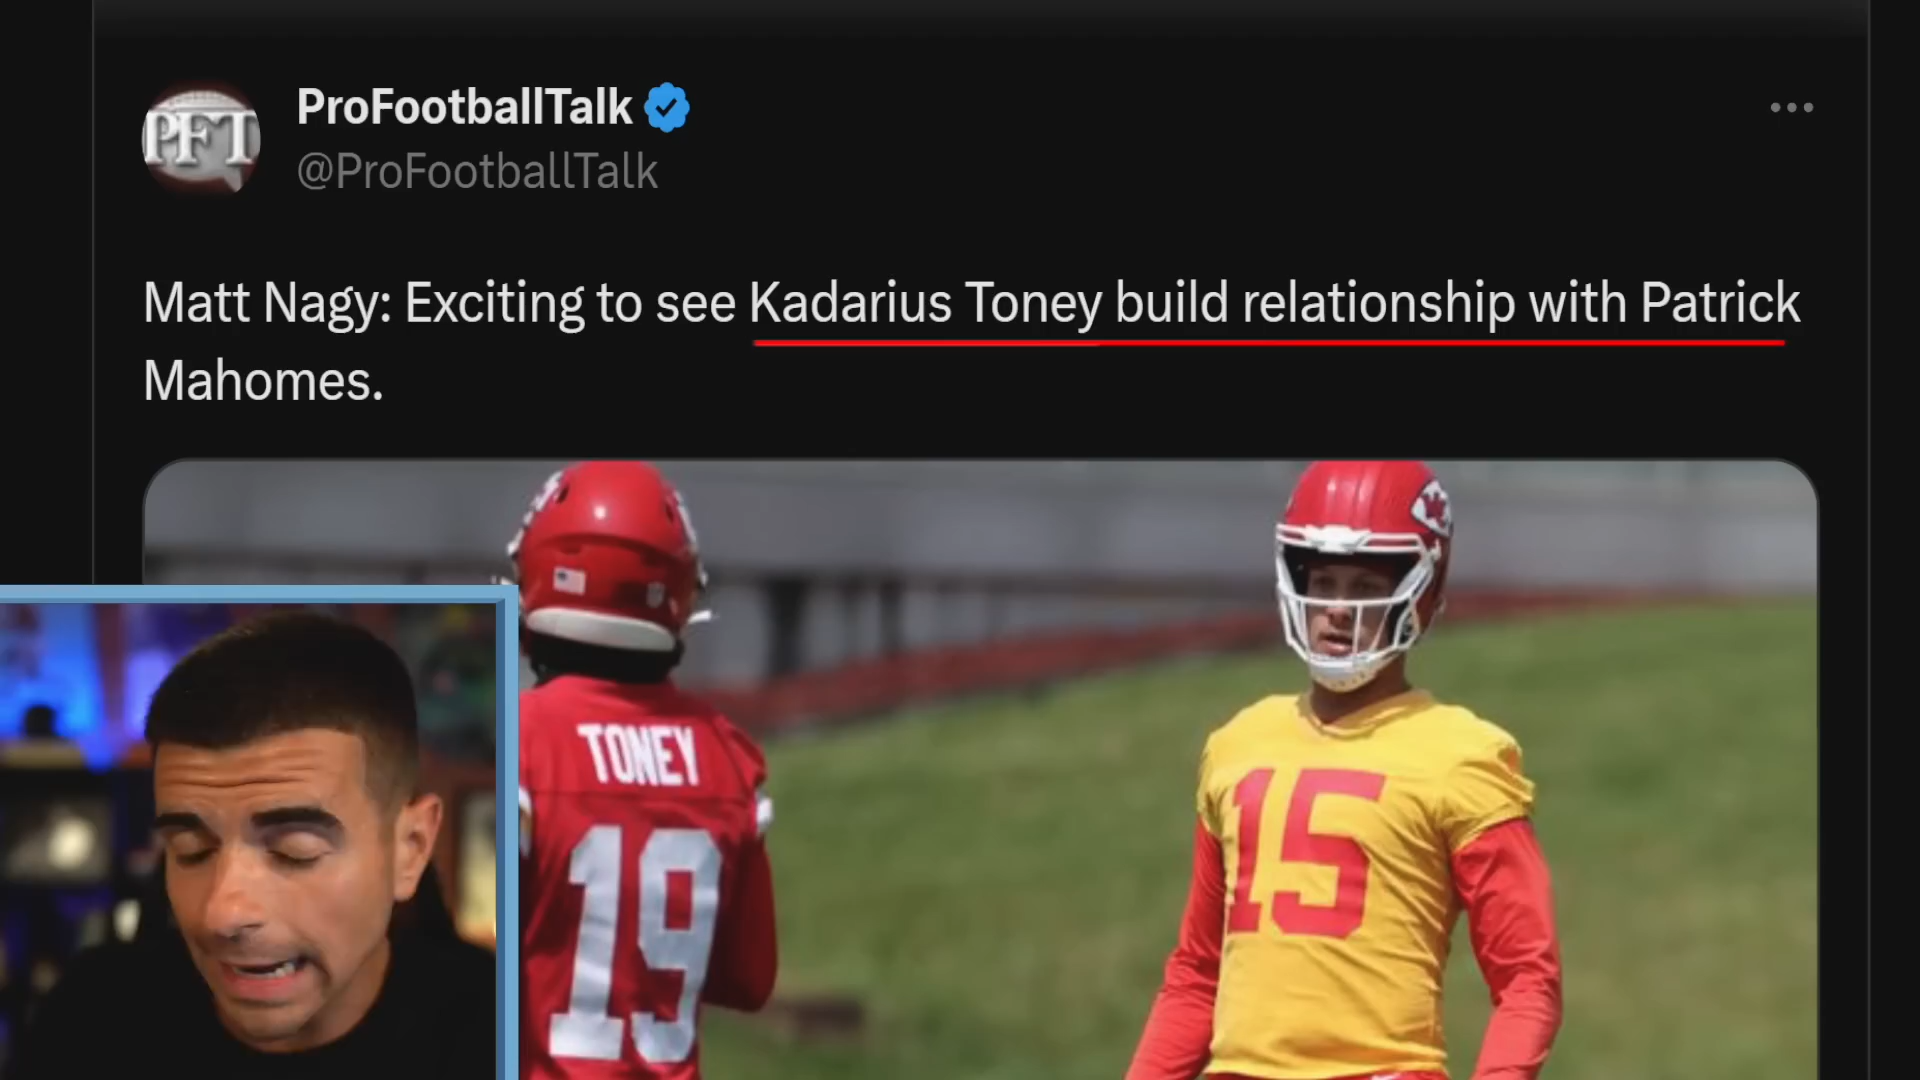 PFT
ProFootballTalk
@ProFootballTalk
Matt Nagy: Exciting to see Kadarius Toney build relationship with Patrick
Mahomes.
TONEY
19
15